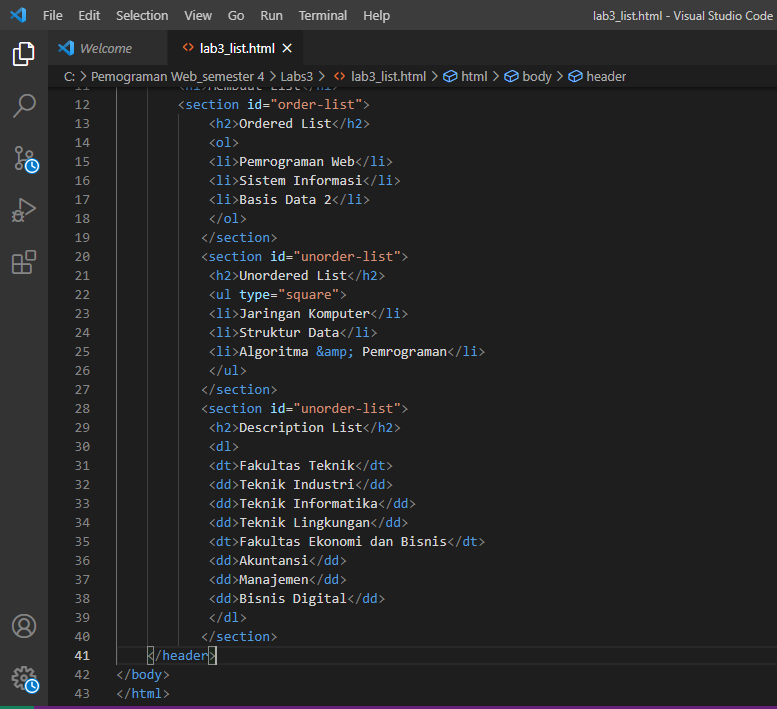 File Edit Selection View Go Run Terminal Help lab3_list.html - Visual Studio Code
Welcome lab3_list.html ×
C: > Pemograman Web_semester 4 > Labs3 > <> lab3_list.html > html > body > header
11 <h1>Membuat List</h1>
12 <section id="order-list">
13 <h2>Ordered List</h2>
14 <ol>
15 <li>Pemrograman Web</li>
16 <li>Sistem Informasi</li>
17 <li>Basis Data 2</li>
18 </ol>
19 </section>
20 <section id="unorder-list">
21 <h2>Unordered List</h2>
22 <ul type="square">
23 <li>Jaringan Komputer</li>
24 <li>Struktur Data</li>
25 <li>Algoritma &amp; Pemrograman</li>
26 </ul>
27 </section>
28 <section id="unorder-list">
29 <h2>Description List</h2>
30 <dl>
31 <dt>Fakultas Teknik</dt>
32 <dd>Teknik Industri</dd>
33 <dd>Teknik Informatika</dd>
34 <dd>Teknik Lingkungan</dd>
35 <dt>Fakultas Ekonomi dan Bisnis</dt>
36 <dd>Akuntansi</dd>
37 <dd>Manajemen</dd>
38 <dd>Bisnis Digital</dd>
39 </dl>
40 </section>
41 </header>
42 </body>
43 </html>